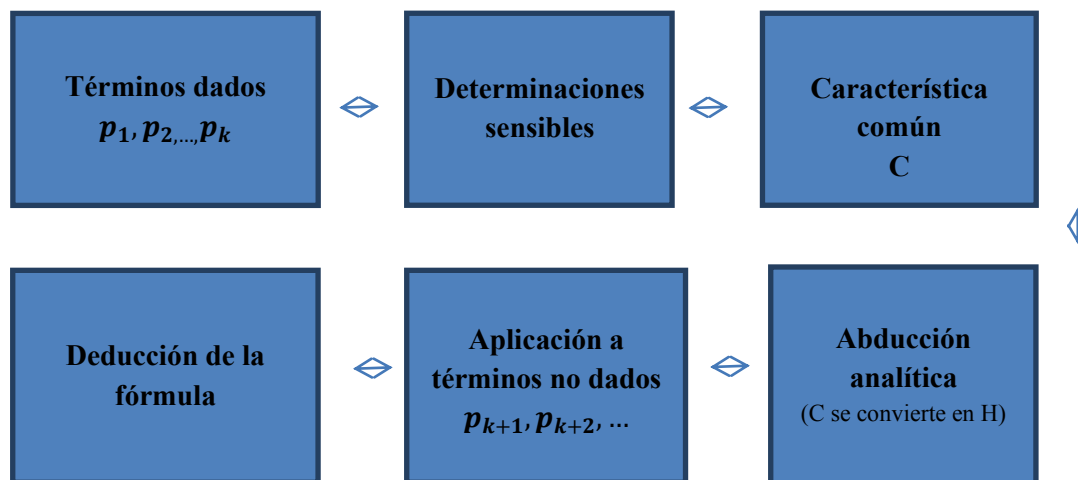 Términos dados
p₁, p₂,...,pₖ
Determinaciones
sensibles
Característica
común
C
Deducción de la
fórmula
Aplicación a
términos no dados
pₖ₊₁, pₖ₊₂, ...
Abducción
analítica
(C se convierte en H)